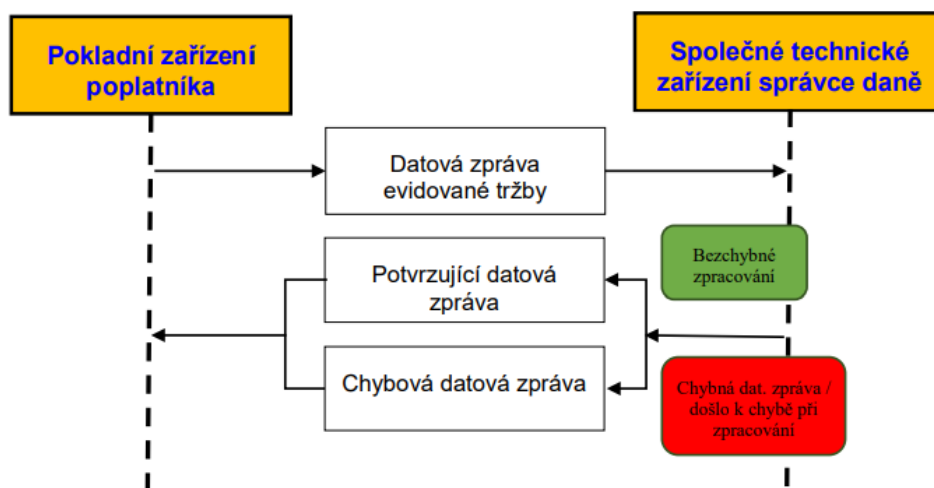 Pokladní zařízení
poplatníka
Společné technické
zařízení správce daně
Datová zpráva
evidované tržby
Bezchybné
zpracování
Potvrzující datová
zpráva
Chybová datová zpráva
Chybná dat. zpráva /
došlo k chybě při
zpracování